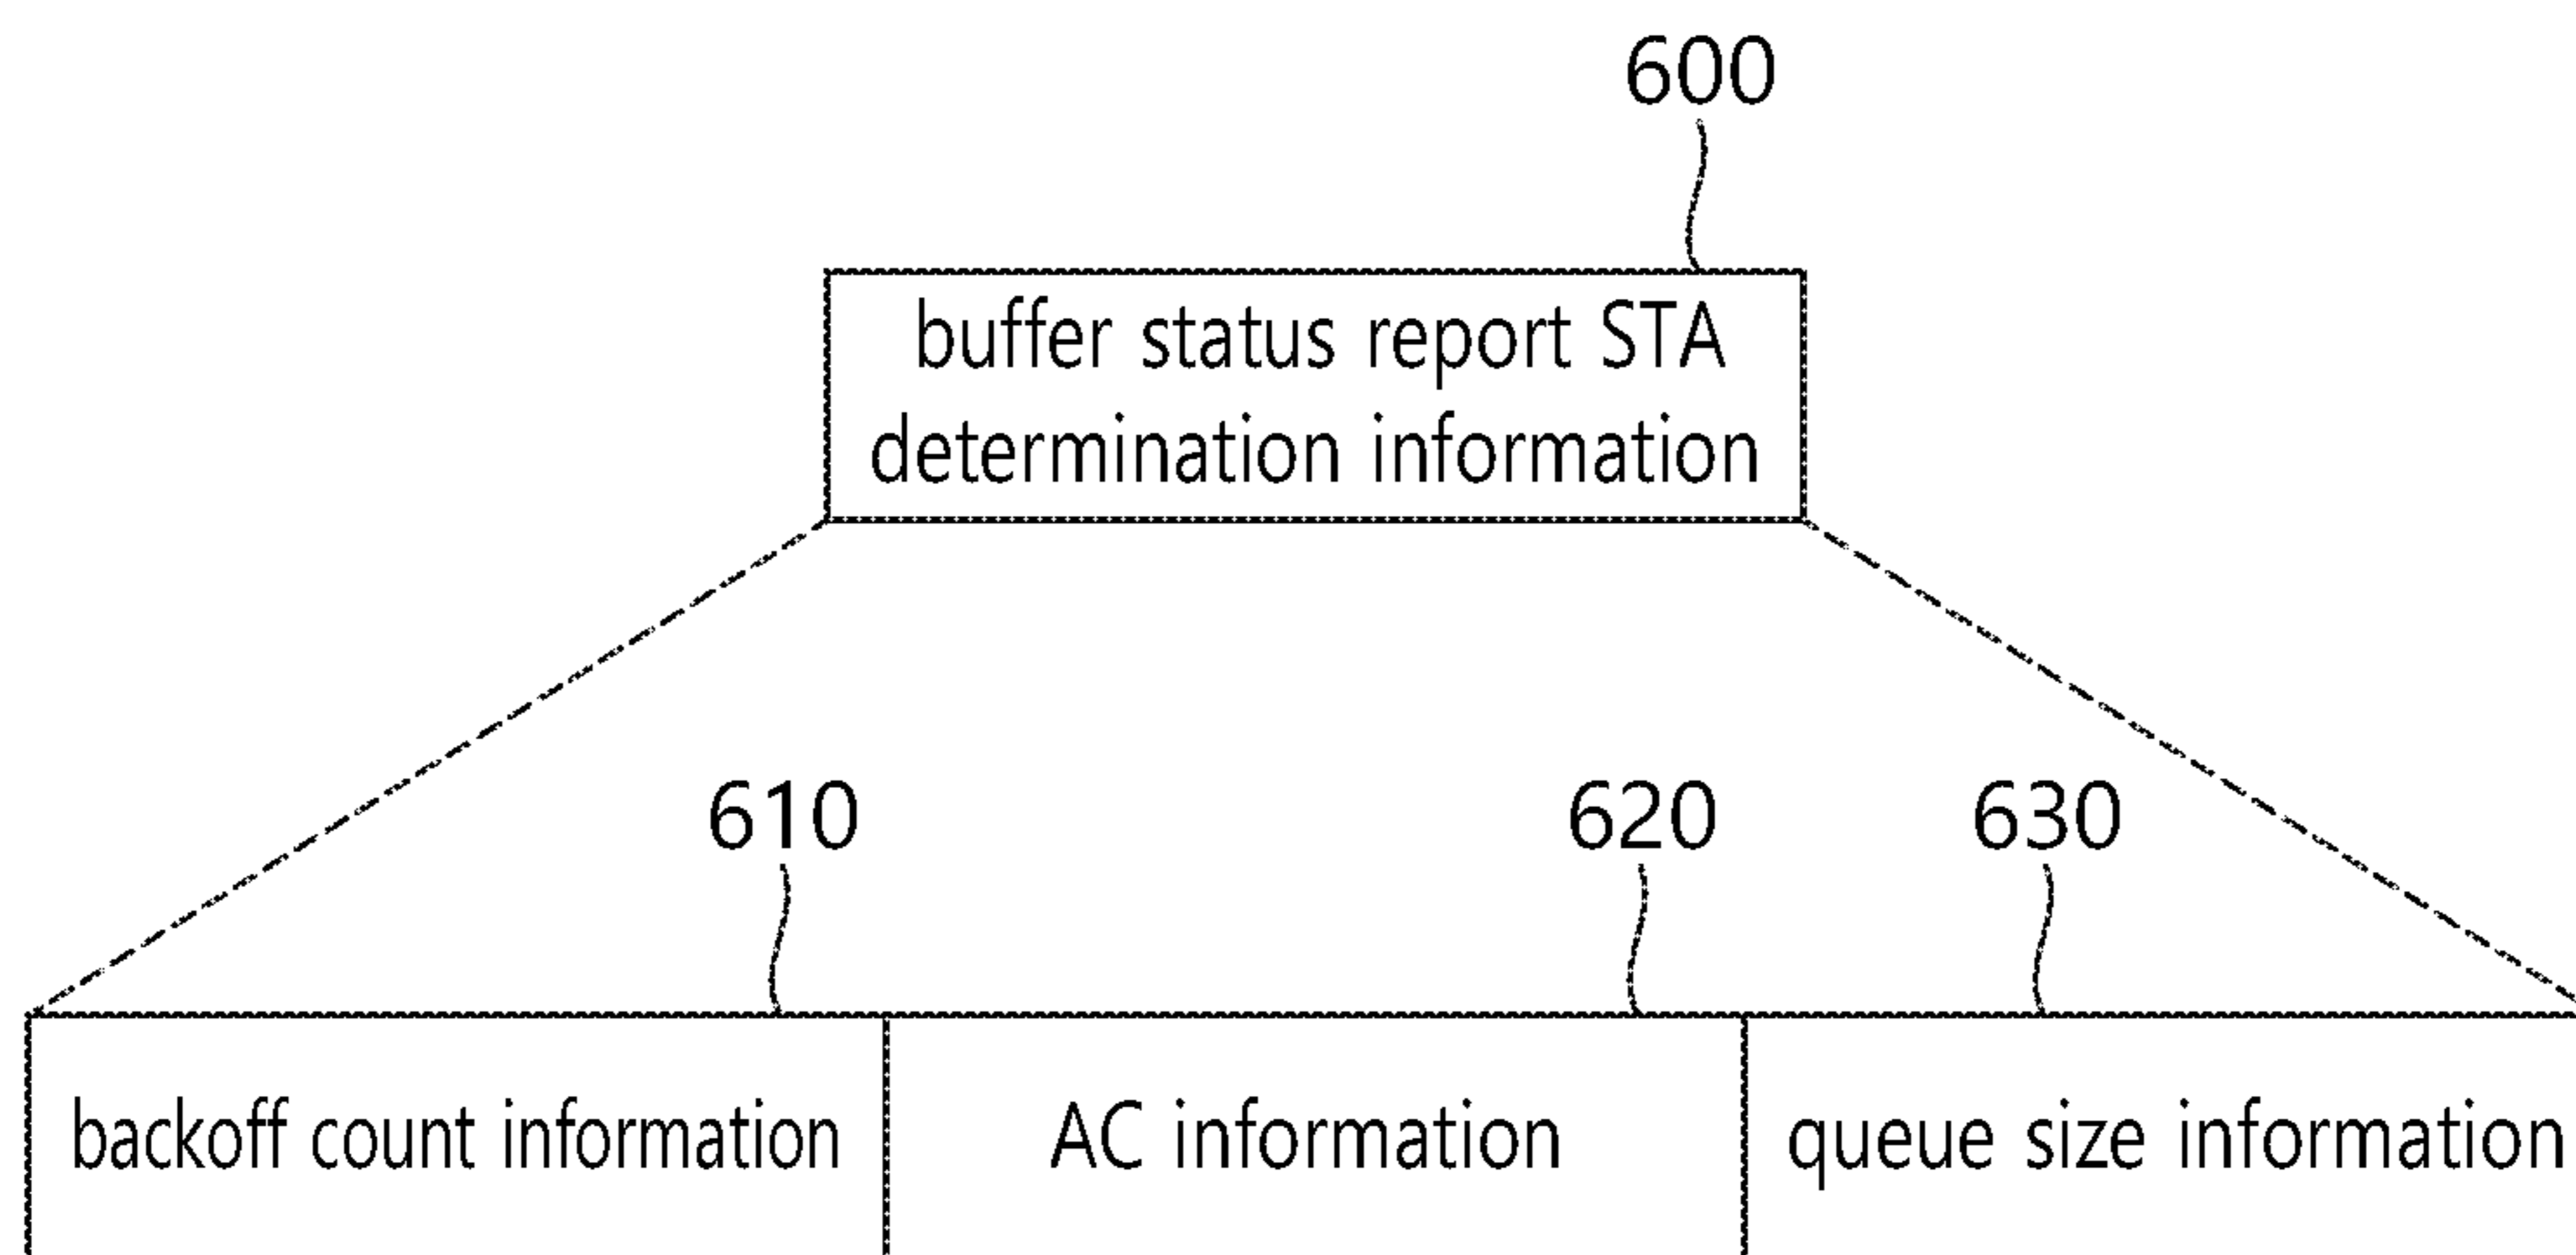 600
buffer status report STA
determination information
610 620 630
backoff count information AC information queue size information